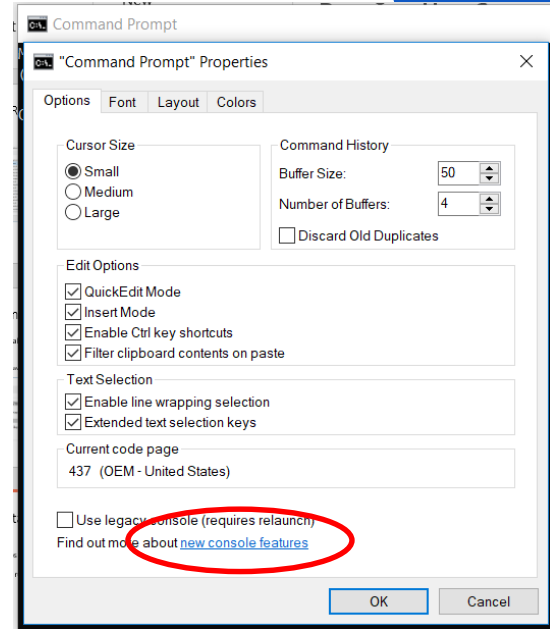 New
Command Prompt
"Command Prompt" Properties
Options Font Layout Colors
Cursor Size
Small
Medium
Large
Command History
Buffer Size: 50
Number of Buffers: 4
Discard Old Duplicates
Edit Options
QuickEdit Mode
Insert Mode
Enable Ctrl key shortcuts
Filter clipboard contents on paste
Text Selection
Enable line wrapping selection
Extended text selection keys
Current code page
437 (OEM - United States)
Use legacy console (requires relaunch)
Find out more about new console features
OK Cancel